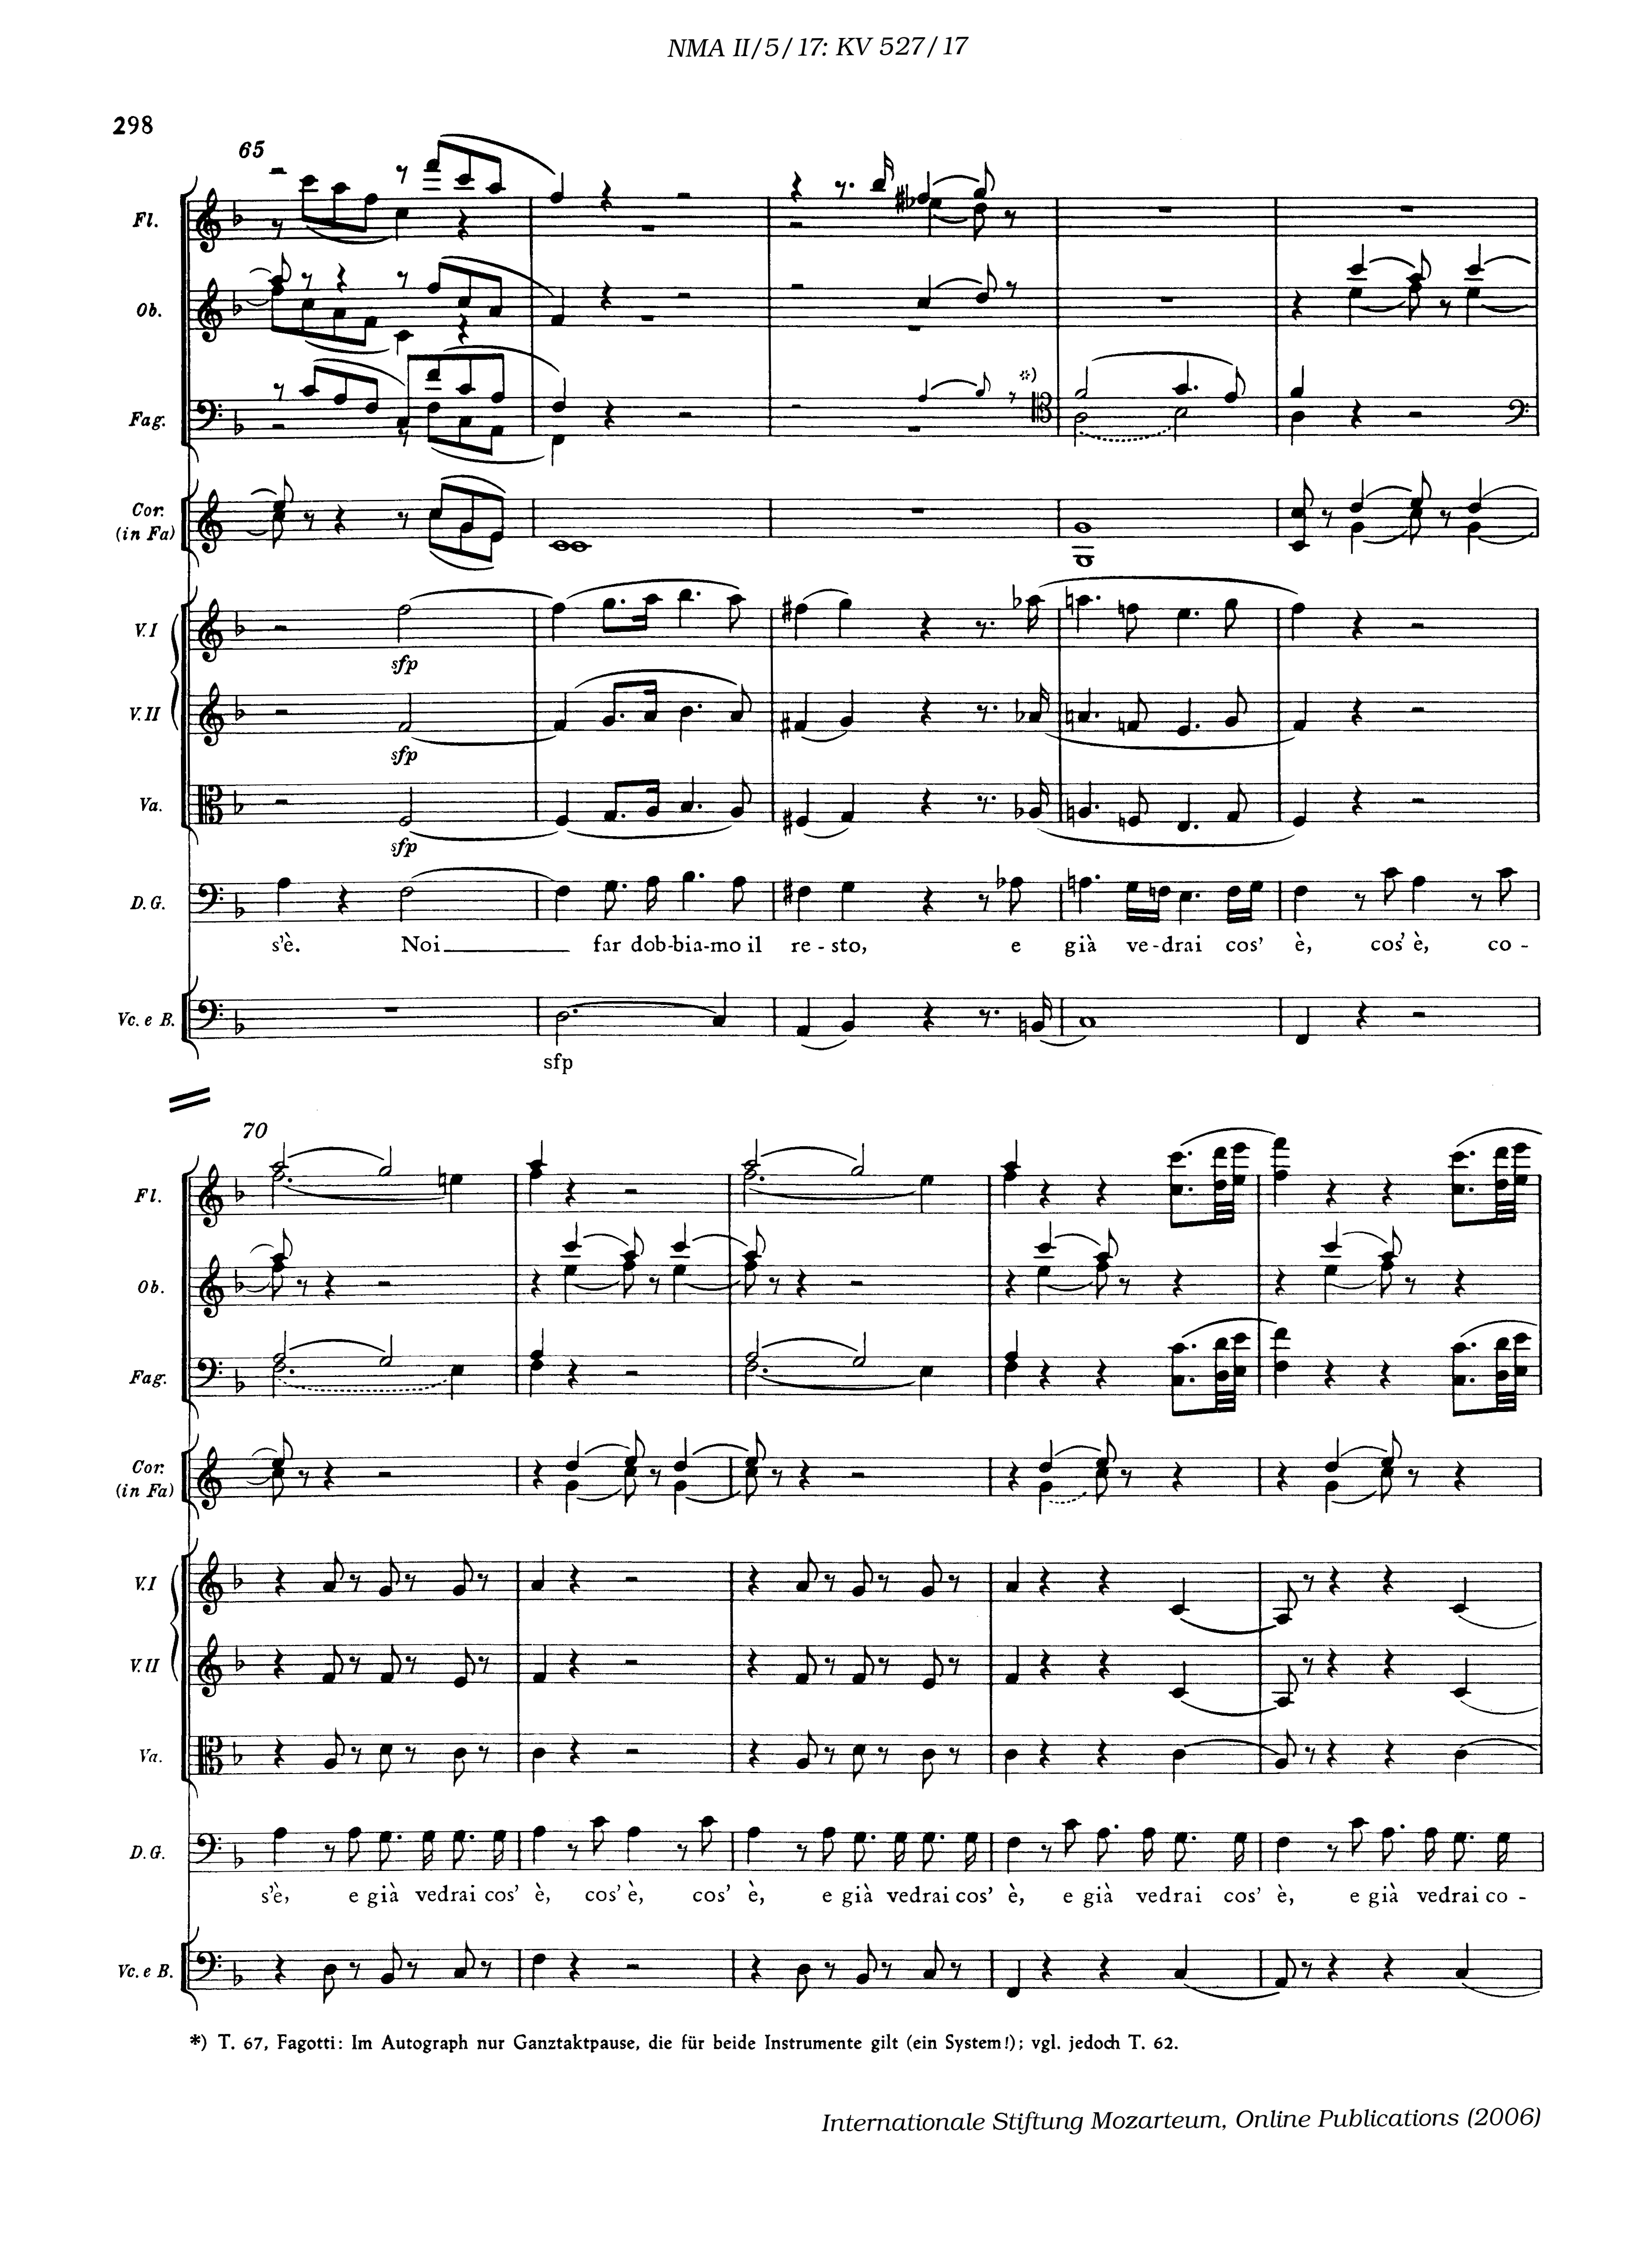 NMA II/5/17: KV 527/17
298
65
Fl.
Ob.
*)
Fag.
Cor.
(in Fa)
V. I
sfp
V. II
sfp
Va.
sfp
D. G.
s'è. Noi far dob-bia-mo il re - sto, e già ve-drai cos' è, cos' è, co -
Vc. e B.
sfp
70
Fl.
Ob.
Fag.
Cor.
(in Fa)
V. I
V. II
Va.
D. G.
s'è, e già vedrai cos' è, cos' è, cos' è, e già vedrai cos' è, e già vedrai cos' è, e già vedrai co -
Vc. e B.
*) T. 67, Fagotti: Im Autograph nur Ganztaktpause, die für beide Instrumente gilt (ein System!); vgl. jedoch T. 62.
Internationale Stiftung Mozarteum, Online Publications (2006)